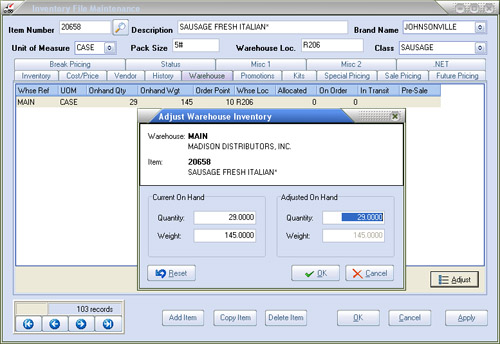 Inventory File Maintenance
Item Number 20658 Description SAUSAGE FRESH ITALIAN* Brand Name JOHNSONVILLE
Unit of Measure CASE Pack Size 5# Warehouse Loc. R206 Class SAUSAGE
Break Pricing Status Misc 1 Misc 2 .NET
Inventory Cost/Price Vendor History Warehouse Promotions Kits Special Pricing Sale Pricing Future Pricing
Whse Ref UOM Onhand Qty Onhand Wgt Order Point Whse Loc Allocated On Order In Transit Pre-Sale
MAIN CASE 29 145 10 R206 0 0
Adjust Warehouse Inventory
Warehouse: MAIN
MADISON DISTRIBUTORS, INC.
Item: 20658
SAUSAGE FRESH ITALIAN*
Current On Hand Adjusted On Hand
Quantity: 29.0000 Quantity: 29.0000
Weight: 145.0000 Weight: 145.0000
Reset OK Cancel
Adjust
103 records
Add Item Copy Item Delete Item OK Cancel Apply